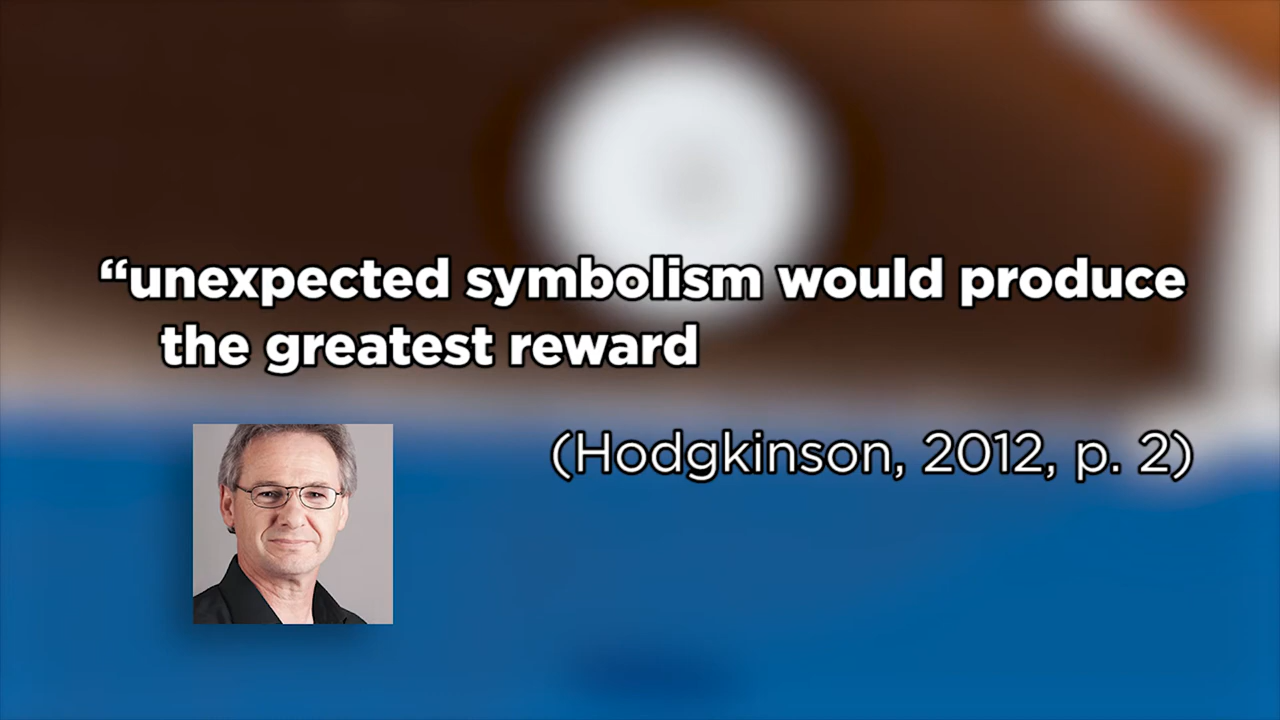 “unexpected symbolism would produce
the greatest reward
(Hodgkinson, 2012, p. 2)